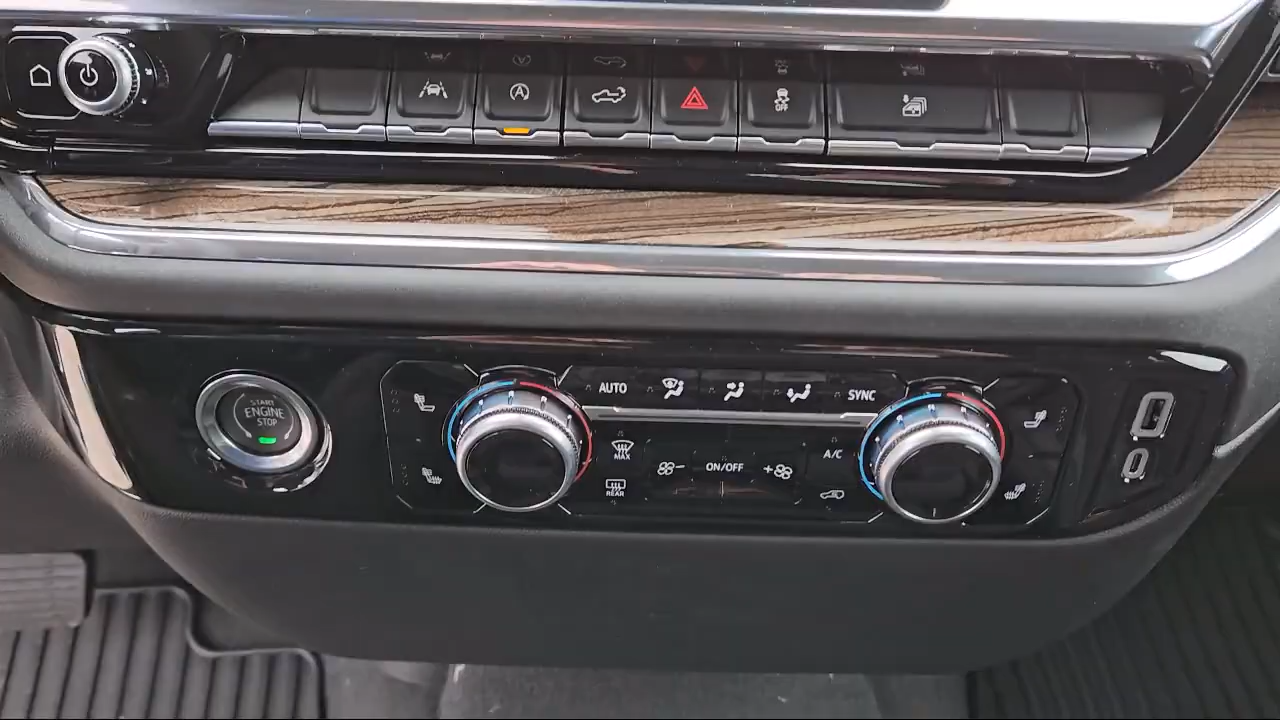 A
OFF
START
ENGINE
STOP
AUTO
SYNC
MAX
ON/OFF
A/C
REAR